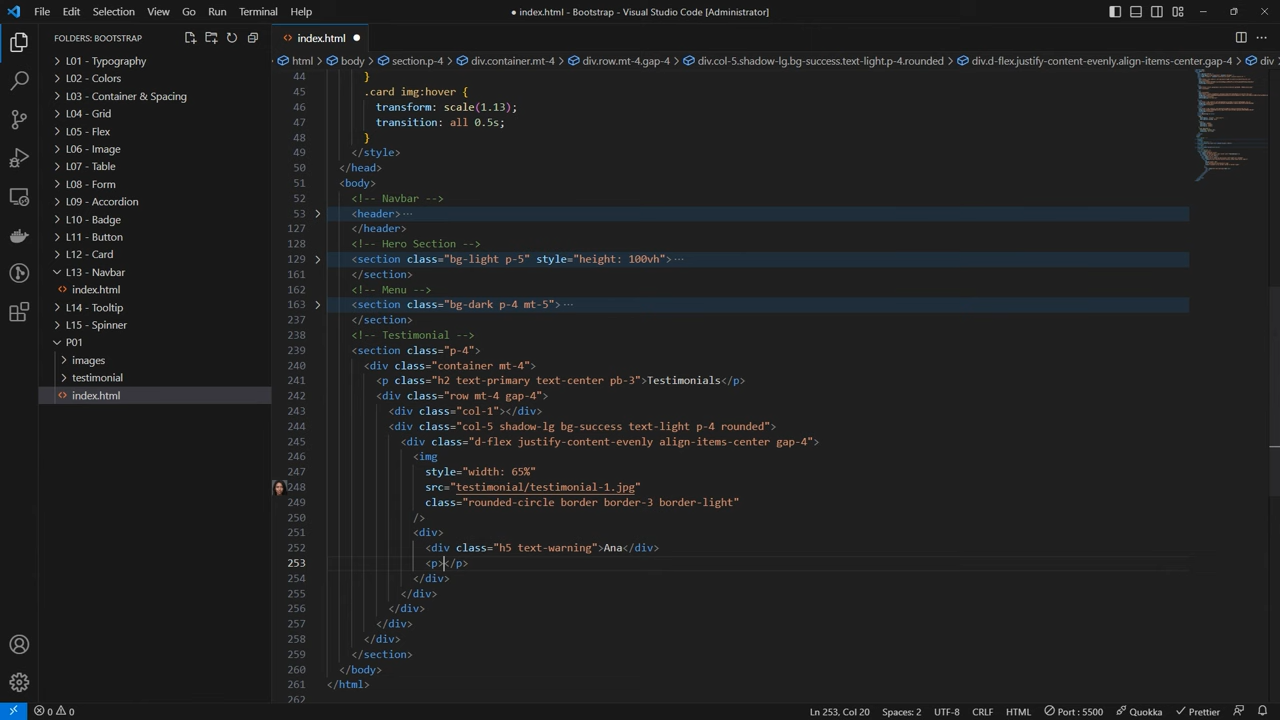 File Edit Selection View Go Run Terminal Help
● index.html - Bootstrap - Visual Studio Code [Administrator]
FOLDERS: BOOTSTRAP
L01 - Typography
L02 - Colors
L03 - Container & Spacing
L04 - Grid
L05 - Flex
L06 - Image
L07 - Table
L08 - Form
L09 - Accordion
L10 - Badge
L11 - Button
L12 - Card
L13 - Navbar
index.html
L14 - Tooltip
L15 - Spinner
P01
images
testimonial
index.html
index.html
html > body > section.p-4 > div.container.mt-4 > div.row.mt-4.gap-4 > div.col-5.shadow-lg.bg-success.text-light.p-4.rounded > div.d-flex.justify-content-evenly.align-items-center.gap-4 >
44 }
45 .card img:hover {
46 transform: scale(1.13);
47 transition: all 0.5s;
48 }
49 </style>
50 </head>
51 <body>
52 <!-- Navbar -->
53 <header>···
127 </header>
128 <!-- Hero Section -->
129 <section class="bg-light p-5" style="height: 100vh">···
161 </section>
162 <!-- Menu -->
163 <section class="bg-dark p-4 mt-5">···
237 </section>
238 <!-- Testimonial -->
239 <section class="p-4">
240 <div class="container mt-4">
241 <p class="h2 text-primary text-center pb-3">Testimonials</p>
242 <div class="row mt-4 gap-4">
243 <div class="col-1"></div>
244 <div class="col-5 shadow-lg bg-success text-light p-4 rounded">
245 <div class="d-flex justify-content-evenly align-items-center gap-4">
246 <img
247 style="width: 65%"
248 src="testimonial/testimonial-1.jpg"
249 class="rounded-circle border border-3 border-light"
250 />
251 <div>
252 <div class="h5 text-warning">Ana</div>
253 <p></p>
254 </div>
255 </div>
256 </div>
257 </div>
258 </div>
259 </section>
260 </body>
261 </html>
262
0 0 Ln 253, Col 20 Spaces: 2 UTF-8 CRLF HTML Port : 5500 Quokka Prettier